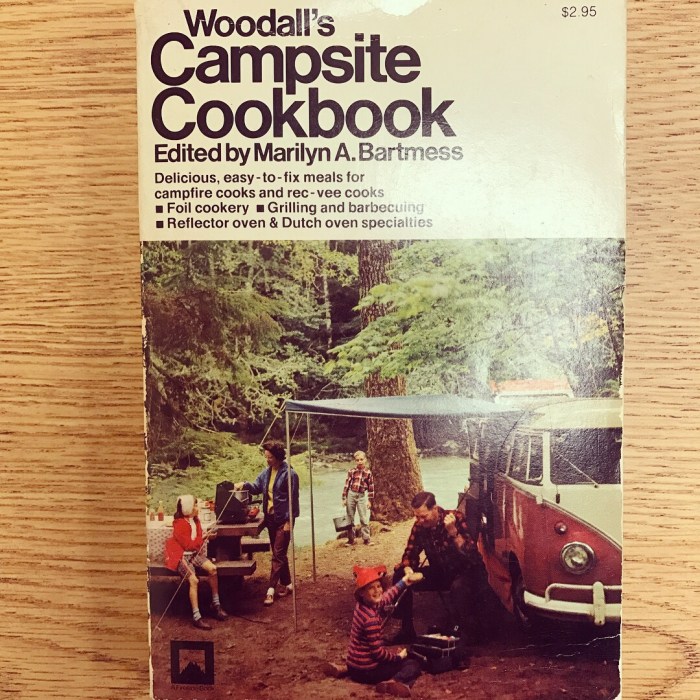 $2.95
Woodall's
Campsite
Cookbook
Edited by Marilyn A. Bartmess
Delicious, easy-to-fix meals for
campfire cooks and rec-vee cooks
■ Foil cookery ■ Grilling and barbecuing
■ Reflector oven & Dutch oven specialties